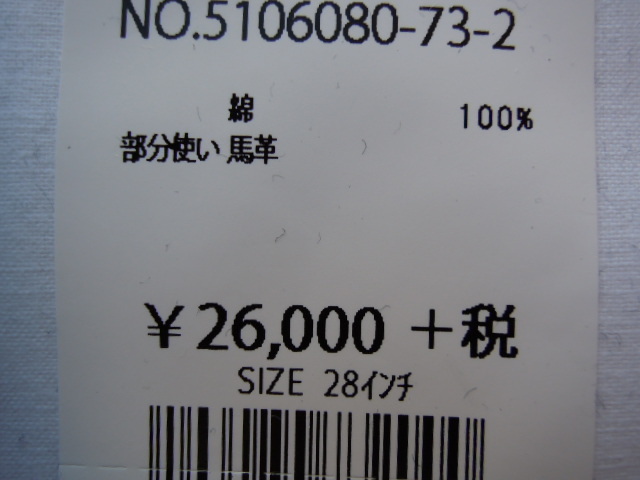 NO.5106080-73-2
綿 100%
部分使い 馬革
¥26,000 +税
SIZE 28インチ